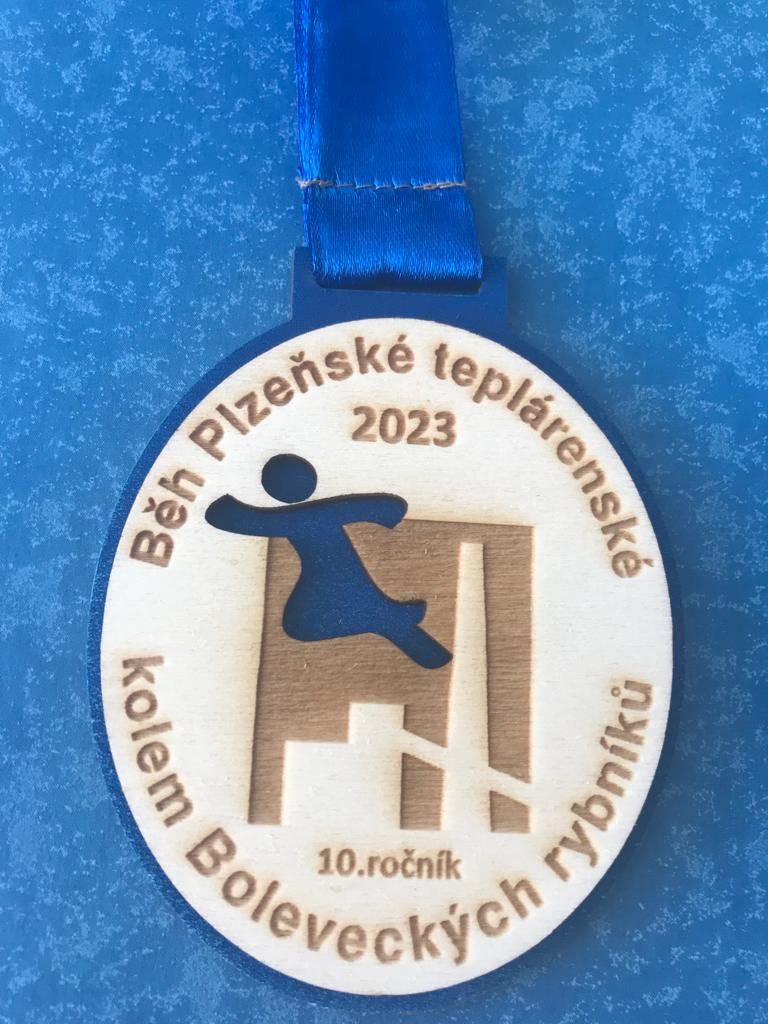 Běh Plzeňské teplárenské
2023
10.ročník
kolem Boleveckých rybníků